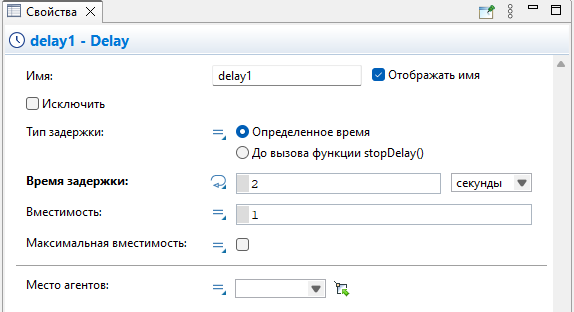 Свойства
delay1 - Delay
Имя: delay1 Отображать имя
Исключить
Тип задержки: Определенное время
До вызова функции stopDelay()
Время задержки: 2 секунды
Вместимость: 1
Максимальная вместимость:
Место агентов: